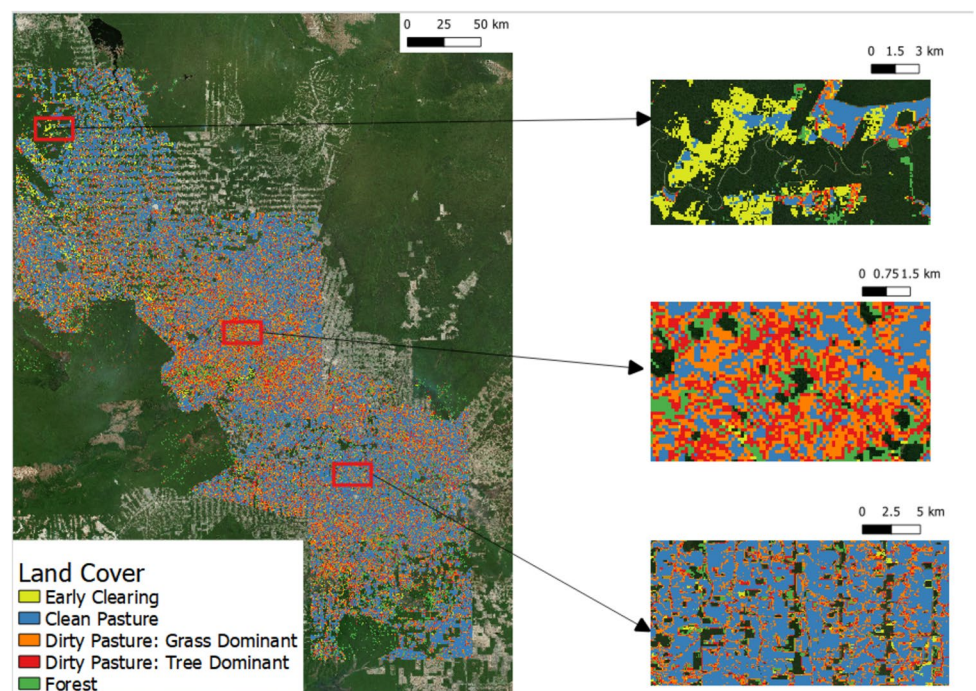 0 25 50 km
0 1.5 3 km
0 0.75 1.5 km
0 2.5 5 km
Land Cover
Early Clearing
Clean Pasture
Dirty Pasture: Grass Dominant
Dirty Pasture: Tree Dominant
Forest